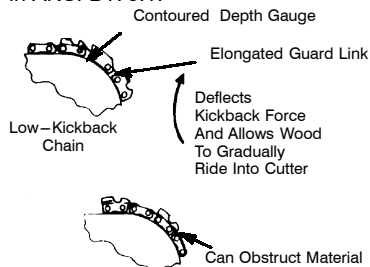 Contoured Depth Gauge
Elongated Guard Link
Low–Kickback
Chain
Deflects
Kickback Force
And Allows Wood
To Gradually
Ride Into Cutter
Can Obstruct Material